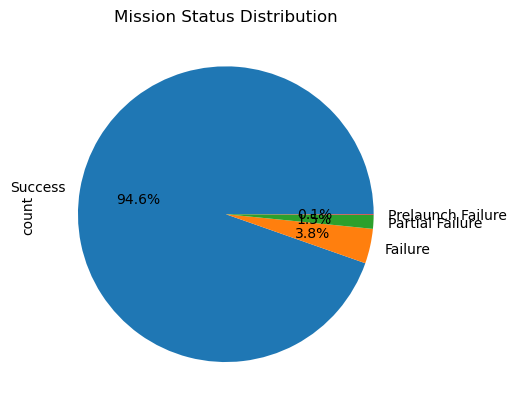 Mission Status Distribution
Success
94.6%
count
0.1%
Prelaunch Failure
1.5%
Partial Failure
3.8%
Failure